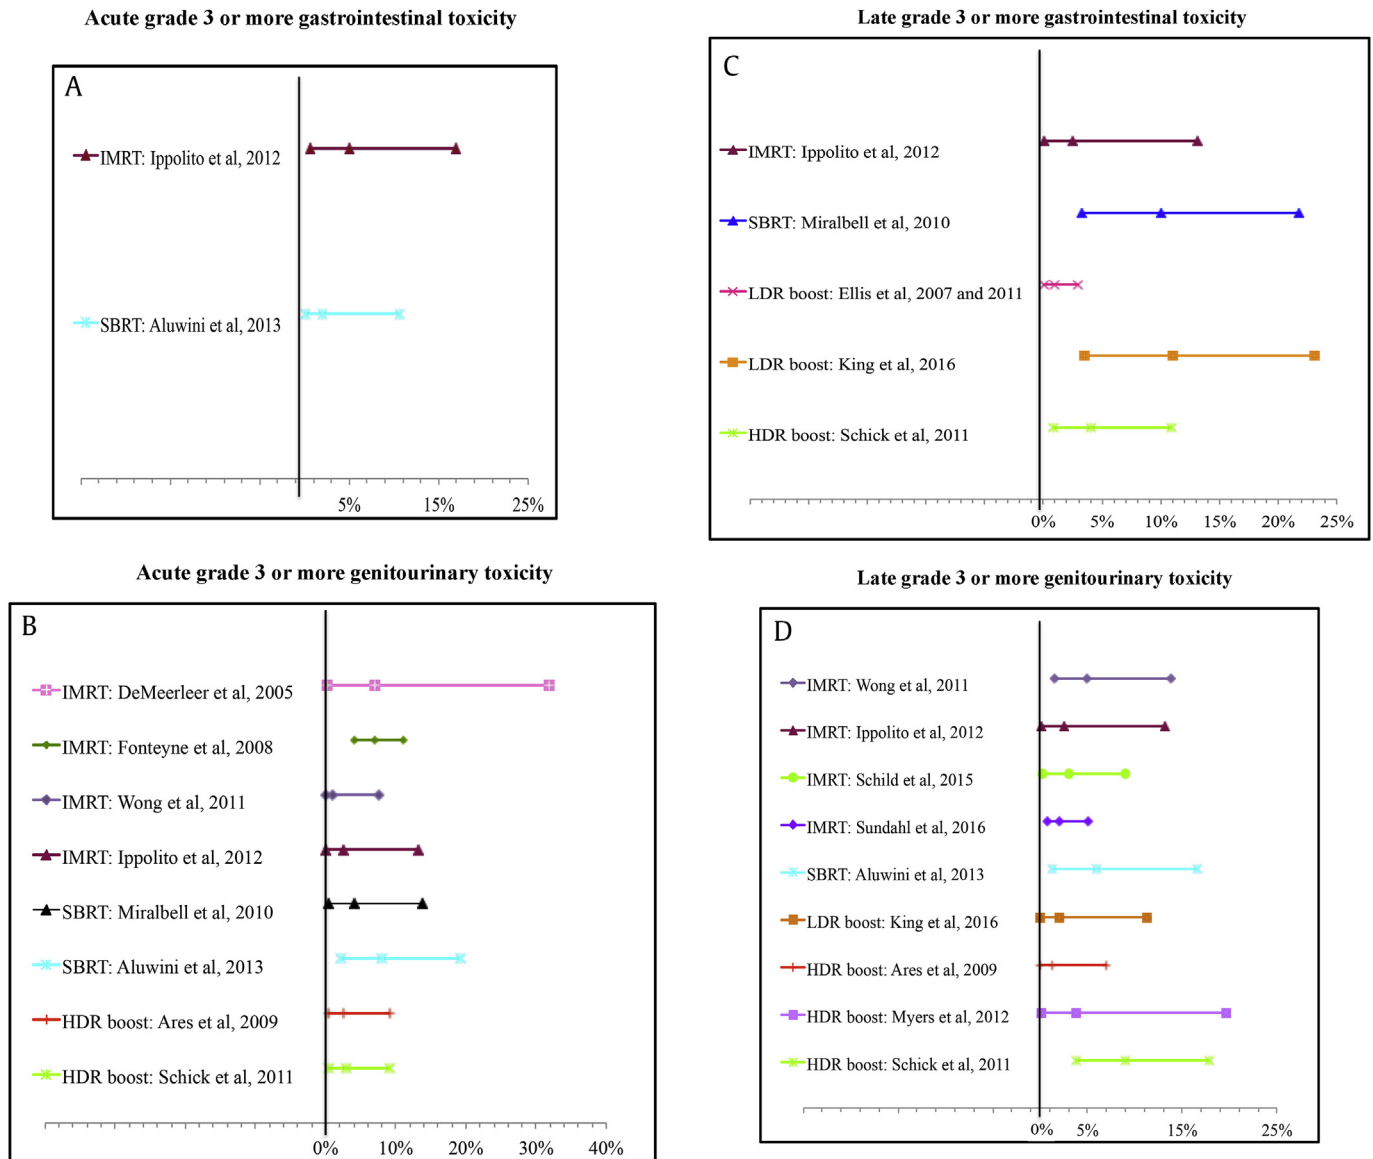 Acute grade 3 or more gastrointestinal toxicity
A
IMRT: Ippolito et al, 2012
SBRT: Aluwini et al, 2013
5% 15% 25%
Late grade 3 or more gastrointestinal toxicity
C
IMRT: Ippolito et al, 2012
SBRT: Miralbell et al, 2010
LDR boost: Ellis et al, 2007 and 2011
LDR boost: King et al, 2016
HDR boost: Schick et al, 2011
0% 5% 10% 15% 20% 25%
Acute grade 3 or more genitourinary toxicity
B
IMRT: DeMeerleer et al, 2005
IMRT: Fonteyne et al, 2008
IMRT: Wong et al, 2011
IMRT: Ippolito et al, 2012
SBRT: Miralbell et al, 2010
SBRT: Aluwini et al, 2013
HDR boost: Ares et al, 2009
HDR boost: Schick et al, 2011
0% 10% 20% 30% 40%
Late grade 3 or more genitourinary toxicity
D
IMRT: Wong et al, 2011
IMRT: Ippolito et al, 2012
IMRT: Schild et al, 2015
IMRT: Sundahl et al, 2016
SBRT: Aluwini et al, 2013
LDR boost: King et al, 2016
HDR boost: Ares et al, 2009
HDR boost: Myers et al, 2012
HDR boost: Schick et al, 2011
0% 5% 15% 25%